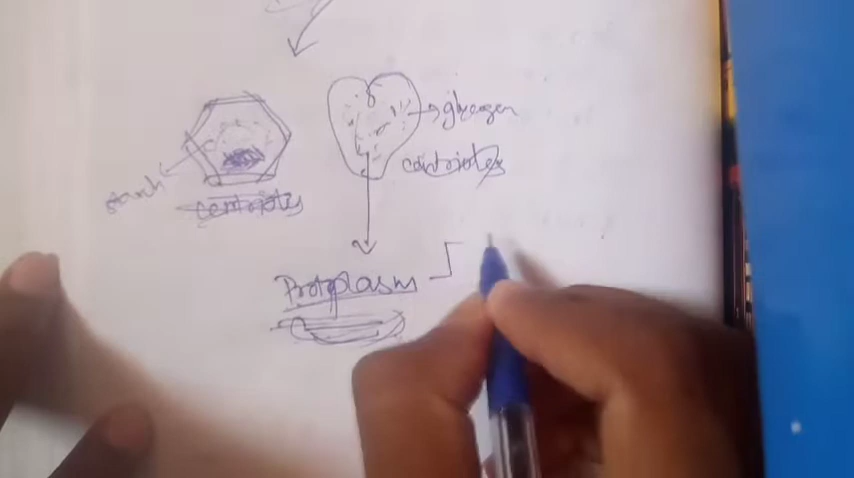 glycogen
centrioles
starch
centrioles
Protoplasm